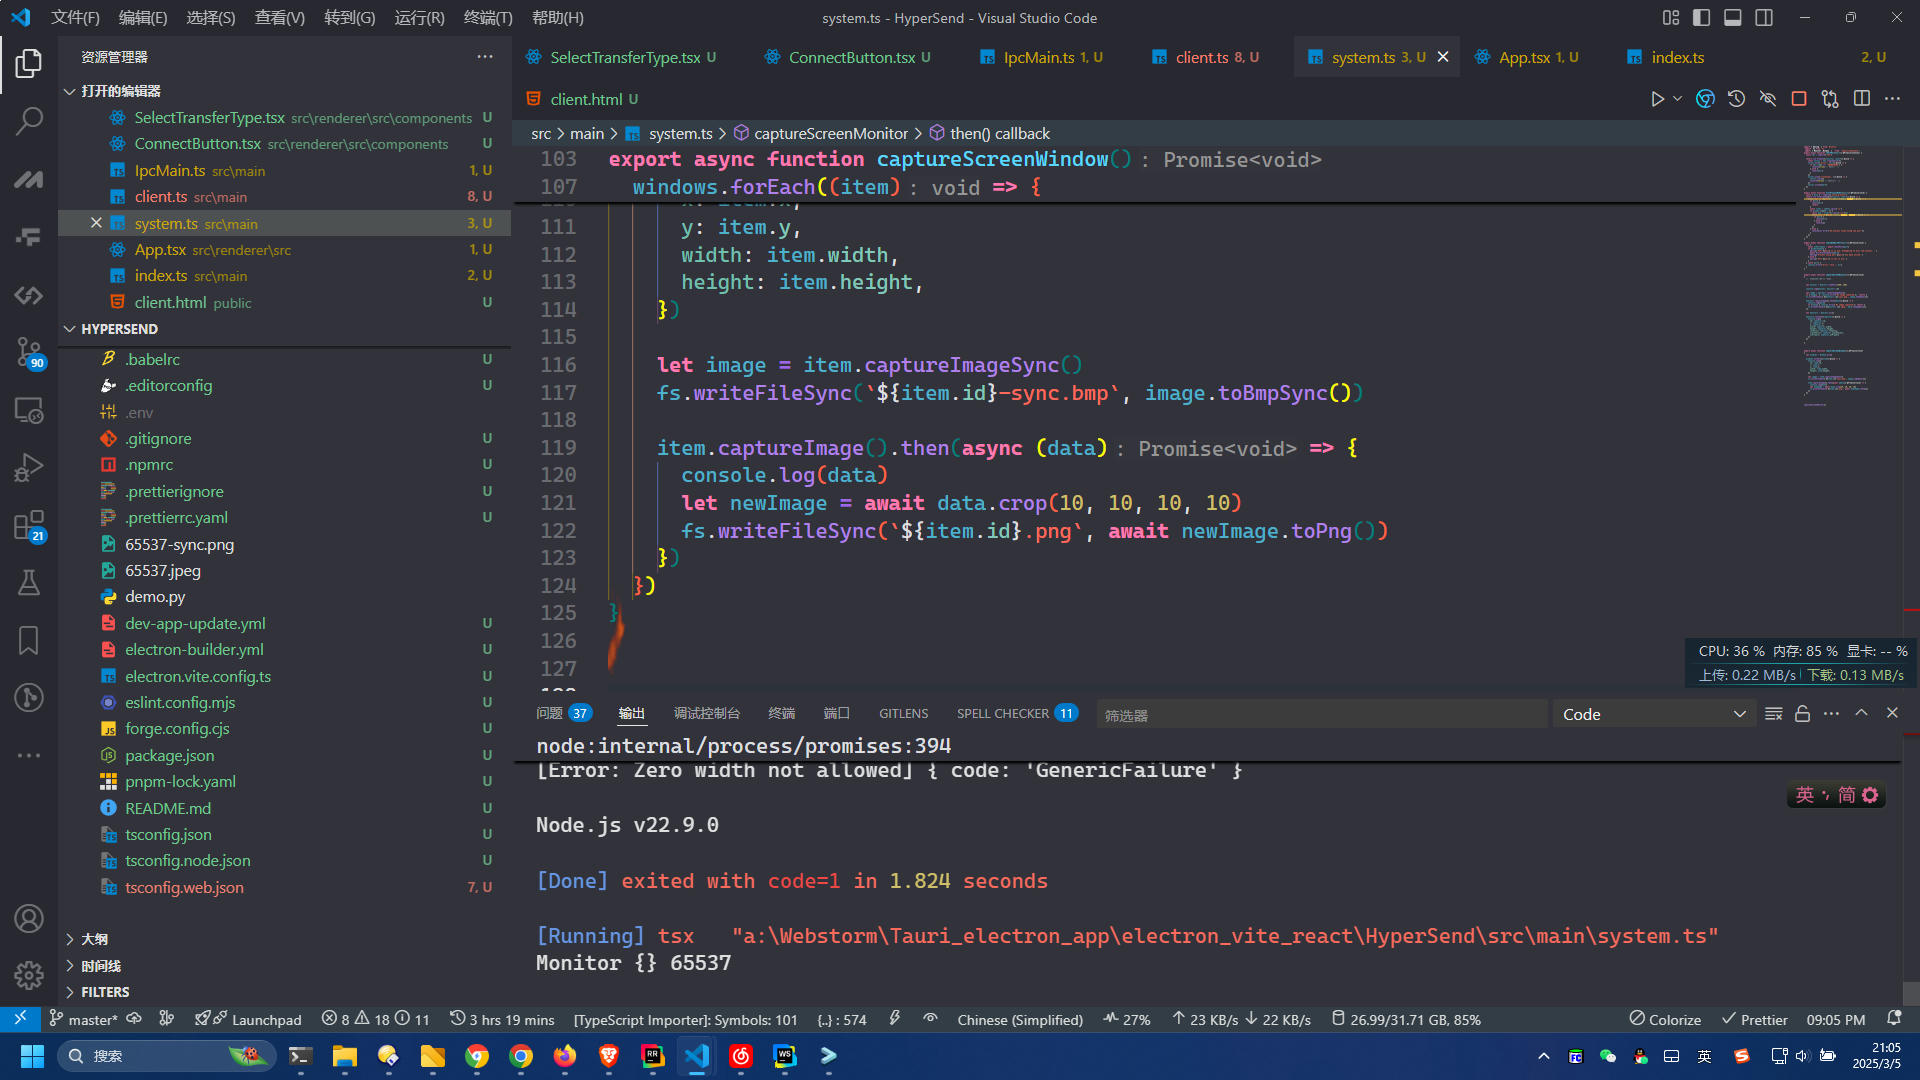 文件(F) 编辑(E) 选择(S) 查看(V) 转到(G) 运行(R) 终端(T) 帮助(H)
system.ts - HyperSend - Visual Studio Code
资源管理器
打开的编辑器
SelectTransferType.tsx src\renderer\src\components U
ConnectButton.tsx src\renderer\src\components U
IpcMain.ts src\main 1, U
client.ts src\main 8, U
system.ts src\main 3, U
App.tsx src\renderer\src 1, U
index.ts src\main 2, U
client.html public U
HYPERSEND
.babelrc U
.editorconfig U
.env
.gitignore U
.npmrc U
.prettierignore U
.prettierrc.yaml U
65537-sync.png
65537.jpeg
demo.py
dev-app-update.yml U
electron-builder.yml U
electron.vite.config.ts U
eslint.config.mjs U
forge.config.cjs U
package.json U
pnpm-lock.yaml U
README.md U
tsconfig.json U
tsconfig.node.json U
tsconfig.web.json 7, U
大纲
时间线
FILTERS
90
21
SelectTransferType.tsx U ConnectButton.tsx U IpcMain.ts 1, U client.ts 8, U system.ts 3, U App.tsx 1, U index.ts 2, U
client.html U
src > main > system.ts > captureScreenMonitor > then() callback
103 export async function captureScreenWindow() : Promise<void>
107 windows.forEach((item) : void => {
111 y: item.y,
112 width: item.width,
113 height: item.height,
114 })
115
116 let image = item.captureImageSync()
117 fs.writeFileSync(`${item.id}-sync.bmp`, image.toBmpSync())
118
119 item.captureImage().then(async (data) : Promise<void> => {
120 console.log(data)
121 let newImage = await data.crop(10, 10, 10, 10)
122 fs.writeFileSync(`${item.id}.png`, await newImage.toPng())
123 })
124 })
125 }
126
127
CPU: 36 % 内存: 85 % 显卡: -- %
上传: 0.22 MB/s 下载: 0.13 MB/s
问题 37 输出 调试控制台 终端 端口 GITLENS SPELL CHECKER 11 筛选器 Code
node:internal/process/promises:394
[Error: Zero width not allowed] { code: 'GenericFailure' }
Node.js v22.9.0
[Done] exited with code=1 in 1.824 seconds
[Running] tsx "a:\Webstorm\Tauri_electron_app\electron_vite_react\HyperSend\src\main\system.ts"
Monitor {} 65537
英 简
master* Launchpad 8 18 11 3 hrs 19 mins [TypeScript Importer]: Symbols: 101 {..} : 574 Chinese (Simplified) 27% 23 KB/s 22 KB/s 26.99/31.71 GB, 85% Colorize Prettier 09:05 PM
搜索
英
21:05
2025/3/5